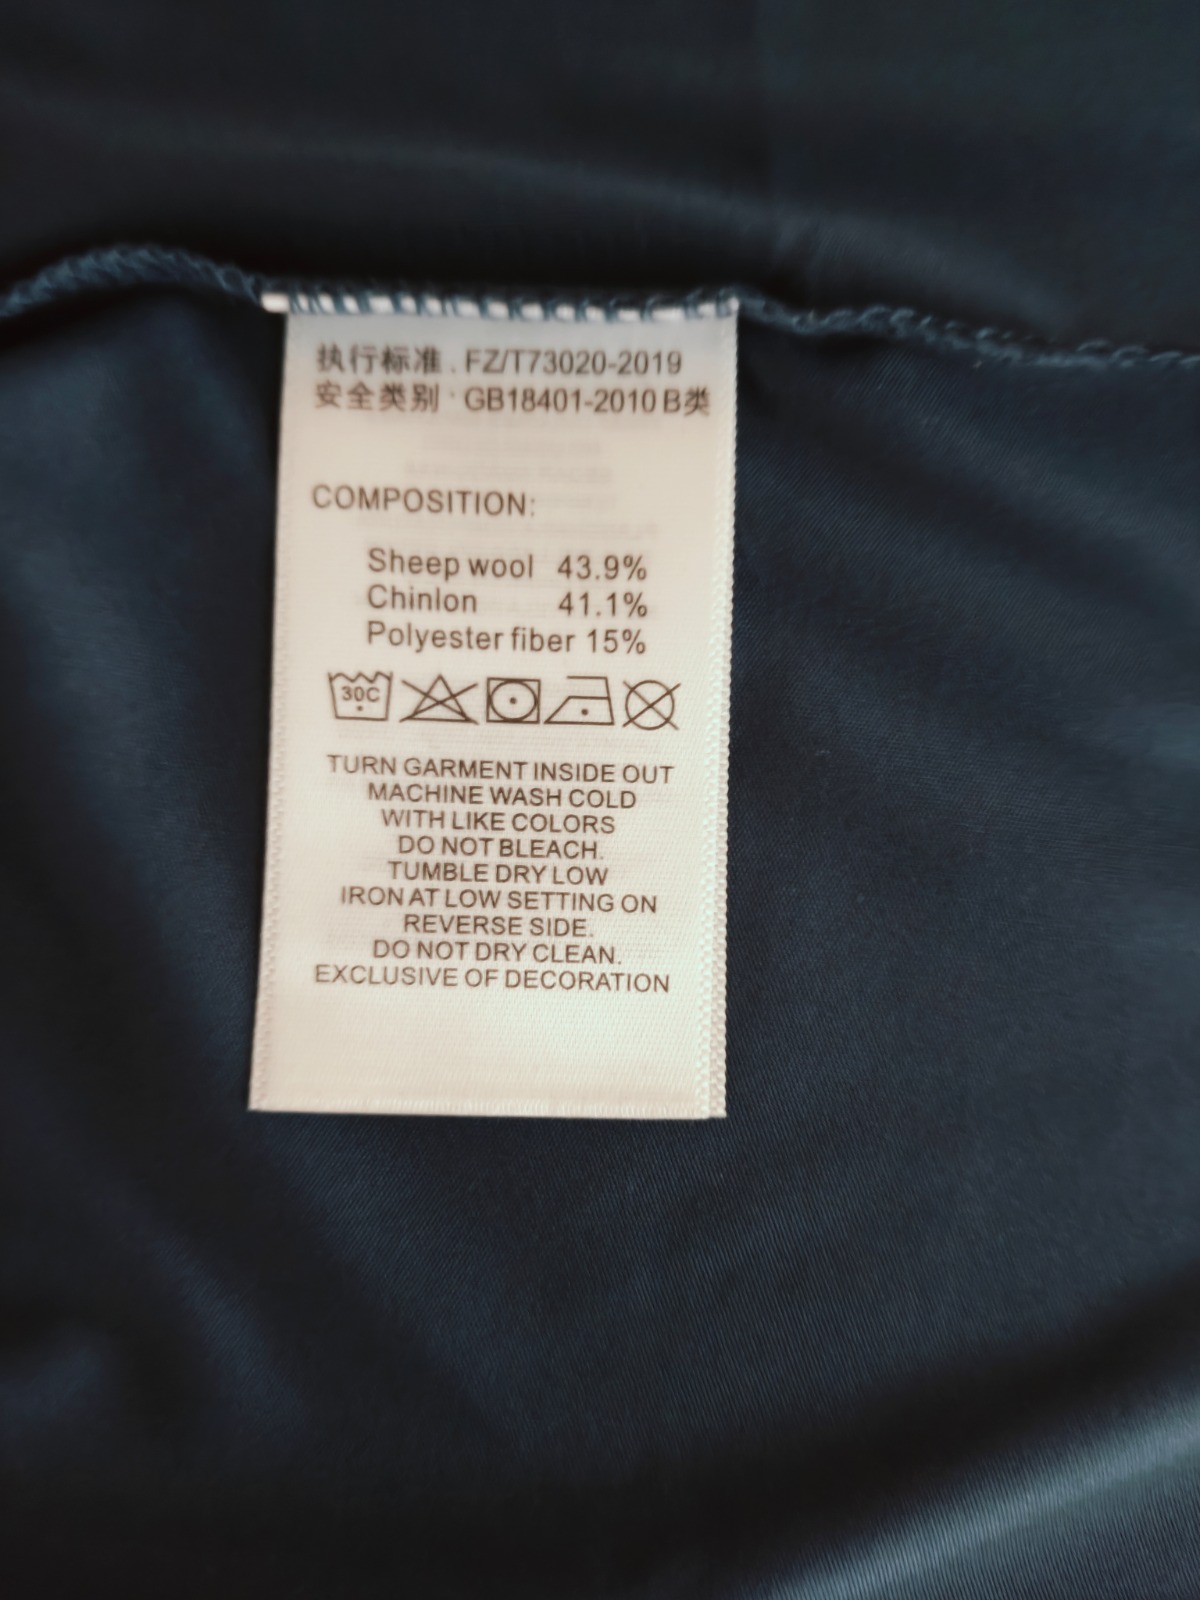 执行标准 . FZ/T73020-2019
安全类别 · GB18401-2010 B类
COMPOSITION:
Sheep wool 43.9%
Chinlon 41.1%
Polyester fiber 15%
30C
TURN GARMENT INSIDE OUT
MACHINE WASH COLD
WITH LIKE COLORS
DO NOT BLEACH.
TUMBLE DRY LOW
IRON AT LOW SETTING ON
REVERSE SIDE.
DO NOT DRY CLEAN.
EXCLUSIVE OF DECORATION